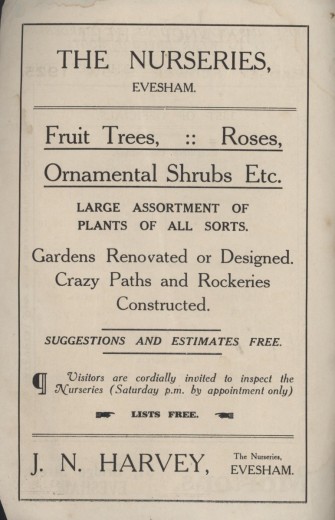 THE NURSERIES,
EVESHAM.
Fruit Trees, :: Roses,
Ornamental Shrubs Etc.
LARGE ASSORTMENT OF
PLANTS OF ALL SORTS.
Gardens Renovated or Designed.
Crazy Paths and Rockeries
Constructed.
SUGGESTIONS AND ESTIMATES FREE.
¶ Visitors are cordially invited to inspect the
Nurseries (Saturday p.m. by appointment only)
☛ LISTS FREE. ☚
J. N. HARVEY, The Nurseries,
EVESHAM.